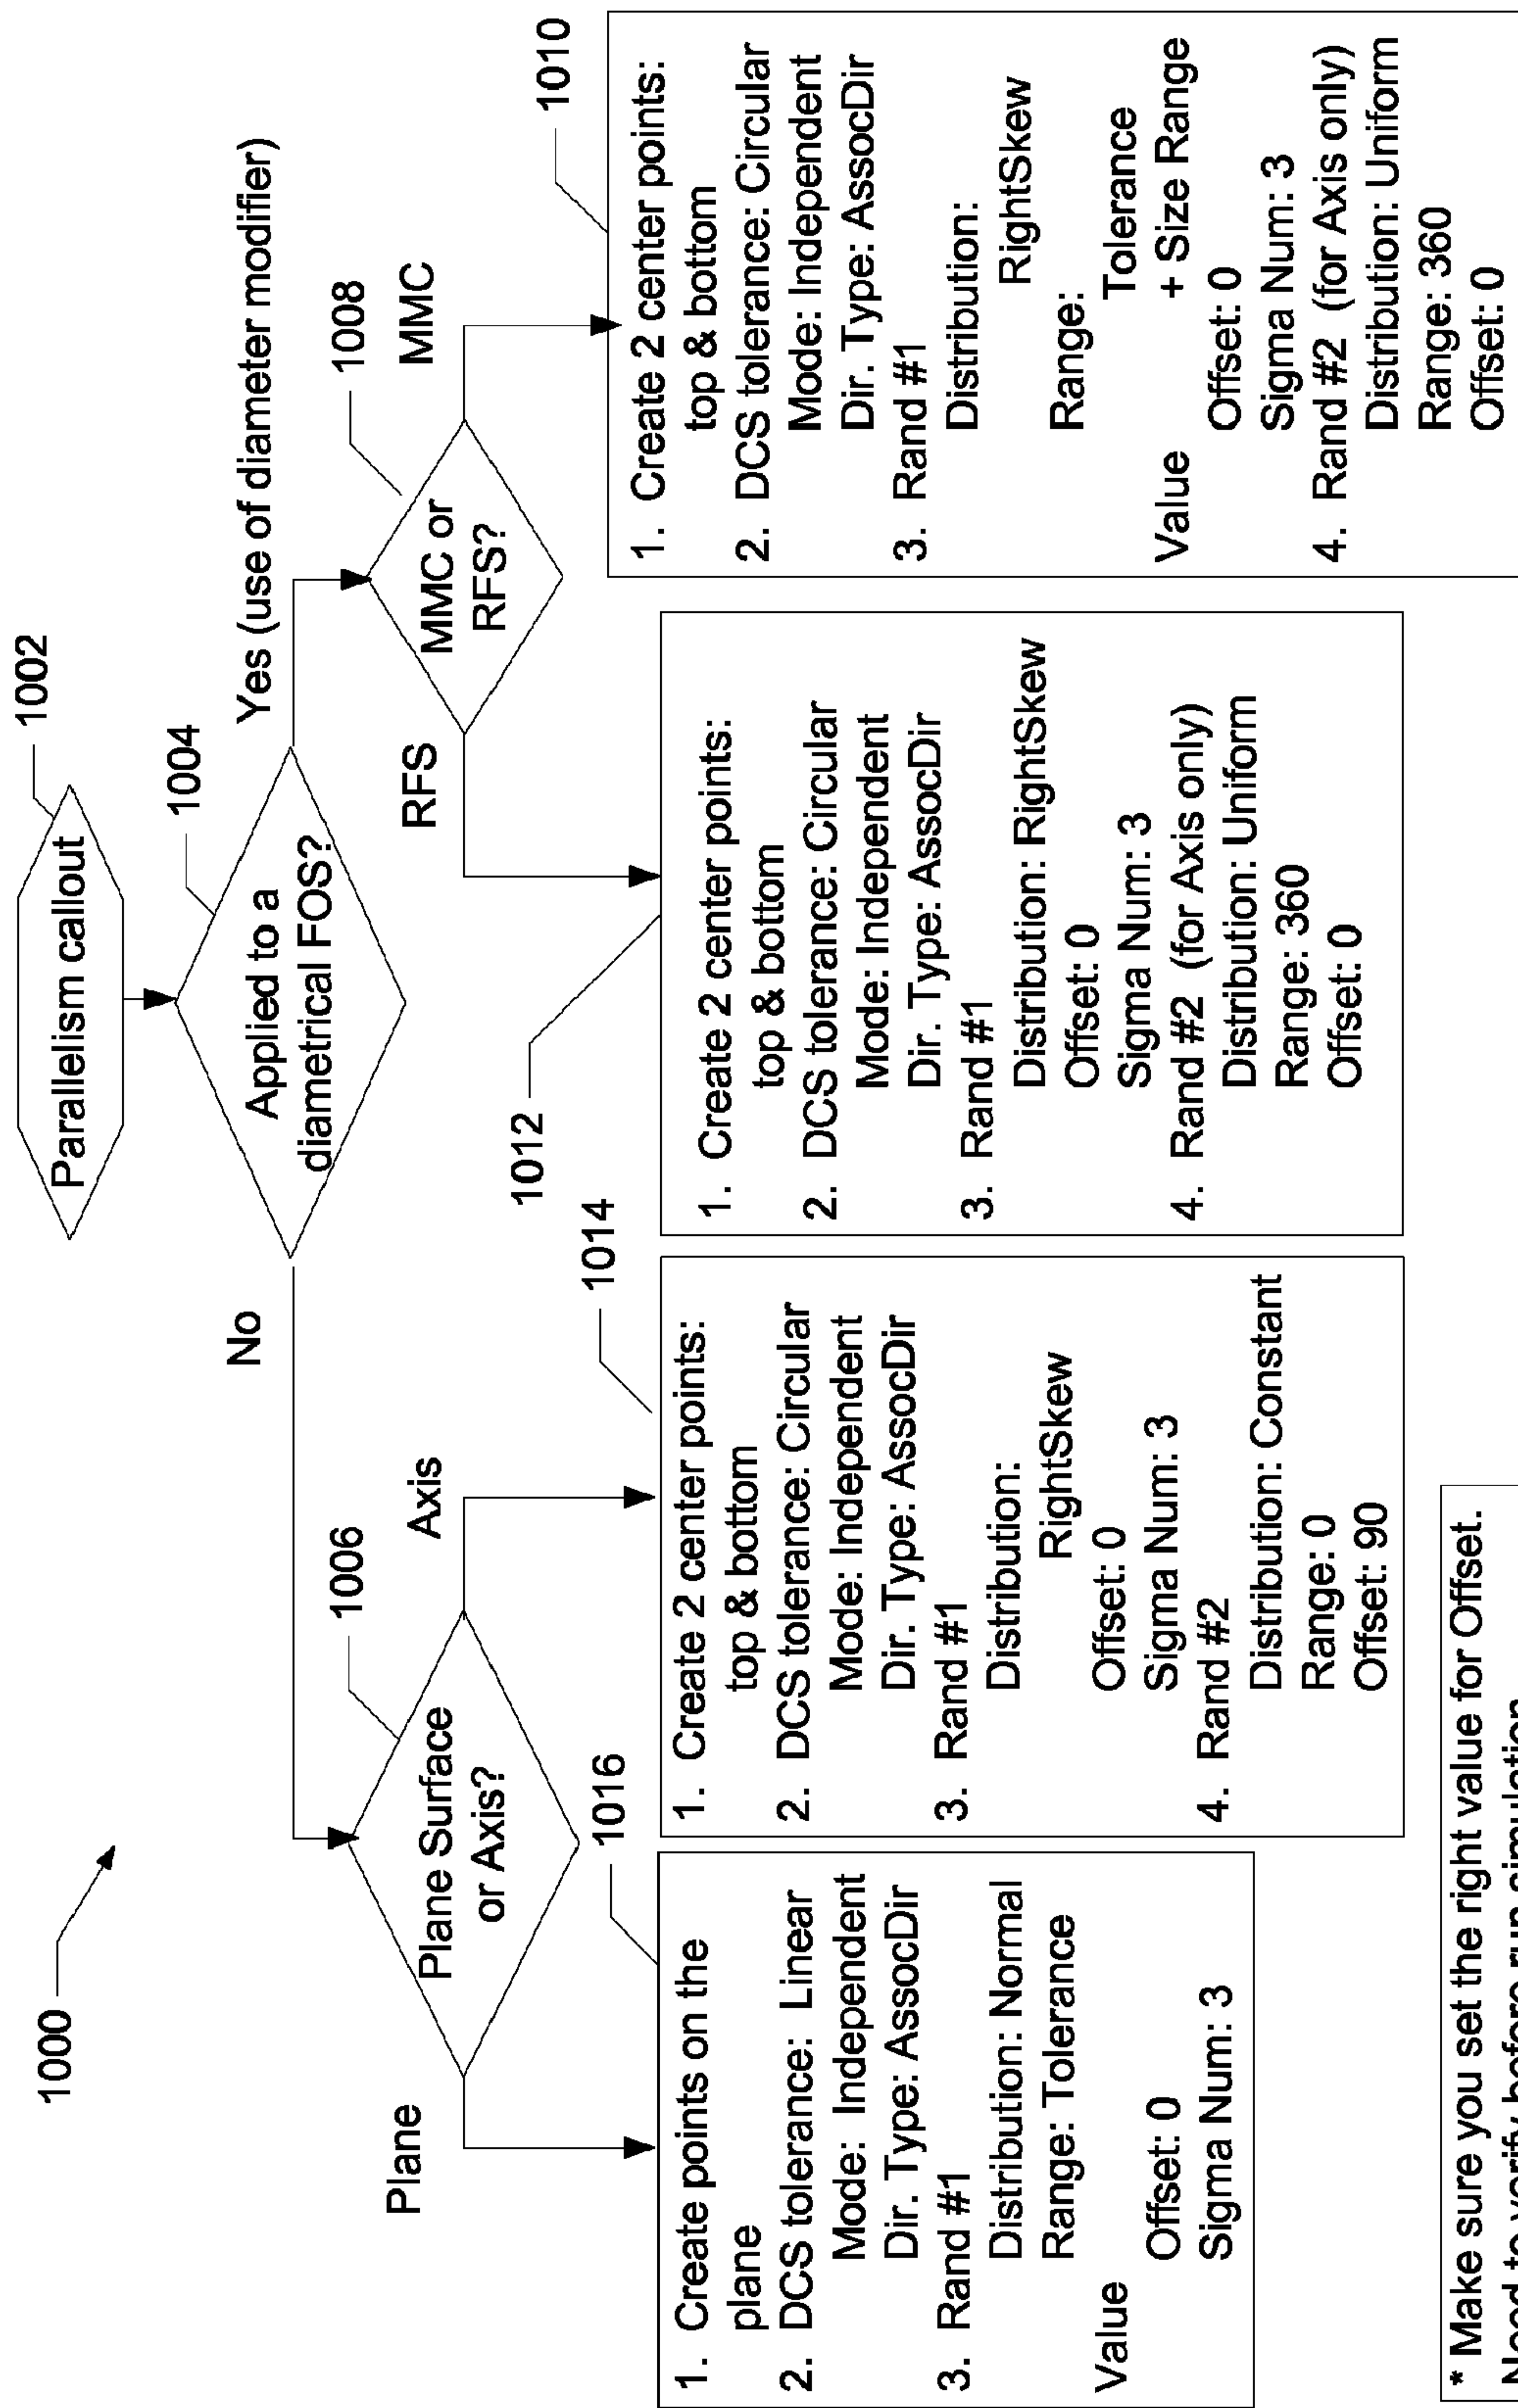 1000
Parallelism callout
1002
Applied to a
diametrical FOS?
1004
No
Yes (use of diameter modifier)
Plane Surface
or Axis?
1006
Plane
Axis
MMC or
RFS?
1008
RFS
MMC
1016
1. Create points on the
plane
2. DCS tolerance: Linear
Mode: Independent
Dir. Type: AssocDir
3. Rand #1
Distribution: Normal
Range: Tolerance
Value
Offset: 0
Sigma Num: 3
1014
1. Create 2 center points:
top & bottom
2. DCS tolerance: Circular
Mode: Independent
Dir. Type: AssocDir
3. Rand #1
Distribution:
RightSkew
Offset: 0
Sigma Num: 3
4. Rand #2
Distribution: Constant
Range: 0
Offset: 90
1012
1. Create 2 center points:
top & bottom
2. DCS tolerance: Circular
Mode: Independent
Dir. Type: AssocDir
3. Rand #1
Distribution: RightSkew
Offset: 0
Sigma Num: 3
4. Rand #2 (for Axis only)
Distribution: Uniform
Range: 360
Offset: 0
1010
1. Create 2 center points:
top & bottom
2. DCS tolerance: Circular
Mode: Independent
Dir. Type: AssocDir
3. Rand #1
Distribution:
RightSkew
Range:
Tolerance
Value + Size Range
Offset: 0
Sigma Num: 3
4. Rand #2 (for Axis only)
Distribution: Uniform
Range: 360
Offset: 0
* Make sure you set the right value for Offset.
Need to verify before run simulation